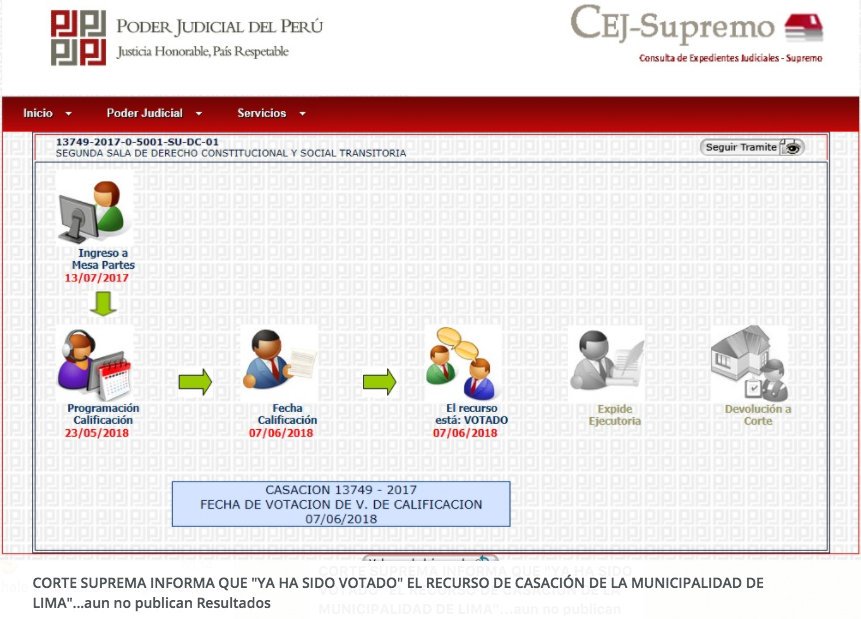 PODER JUDICIAL DEL PERÚ
Justicia Honorable, País Respetable
CEJ-Supremo
Consulta de Expedientes Judiciales - Supremo
Inicio Poder Judicial Servicios
13749-2017-0-5001-SU-DC-01
SEGUNDA SALA DE DERECHO CONSTITUCIONAL Y SOCIAL TRANSITORIA
Seguir Tramite
Ingreso a
Mesa Partes
13/07/2017
Programación
Calificación
23/05/2018
Fecha
Calificación
07/06/2018
El recurso
está: VOTADO
07/06/2018
Expide
Ejecutoria
Devolución a
Corte
CASACION 13749 - 2017
FECHA DE VOTACION DE V. DE CALIFICACION
07/06/2018
CORTE SUPREMA INFORMA QUE "YA HA SIDO VOTADO" EL RECURSO DE CASACIÓN DE LA MUNICIPALIDAD DE
LIMA"...aun no publican Resultados